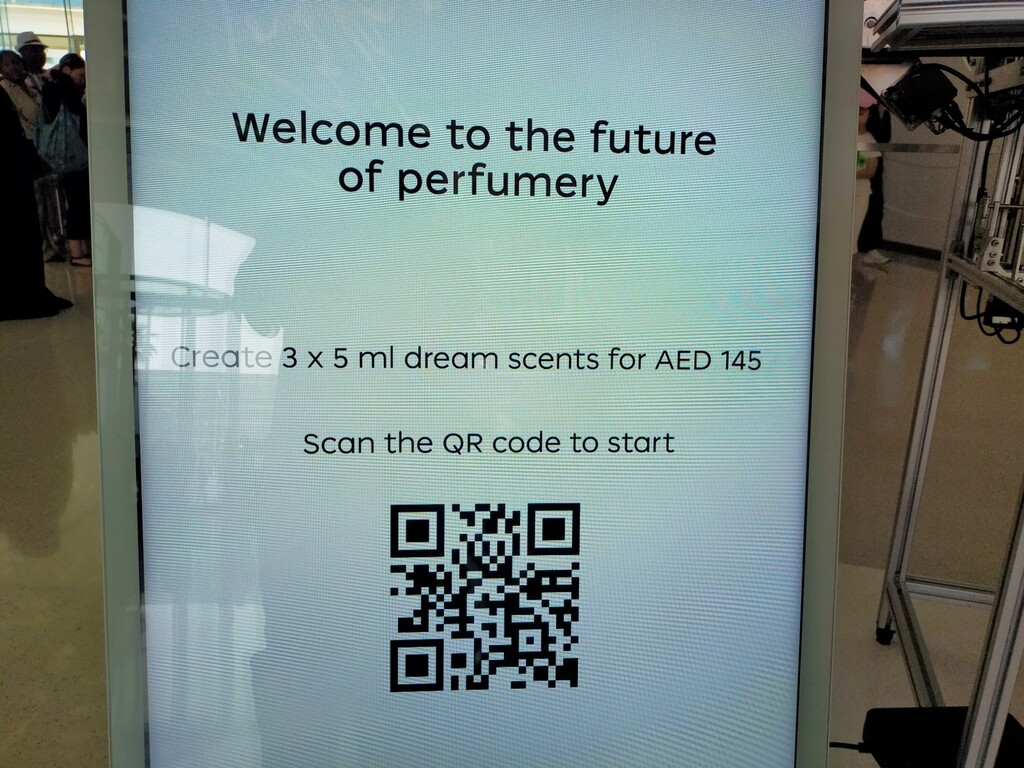 Welcome to the future
of perfumery
Create 3 x 5 ml dream scents for AED 145
Scan the QR code to start